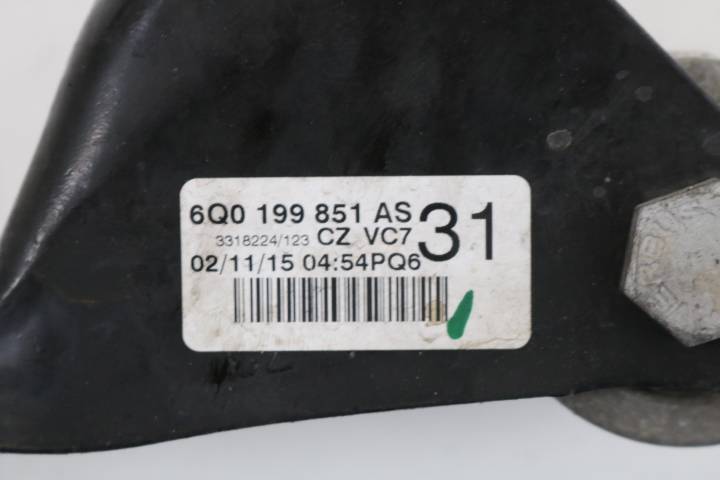 6Q0 199 851 AS
31
3318224/123 CZ VC7
02/11/15 04:54PQ6